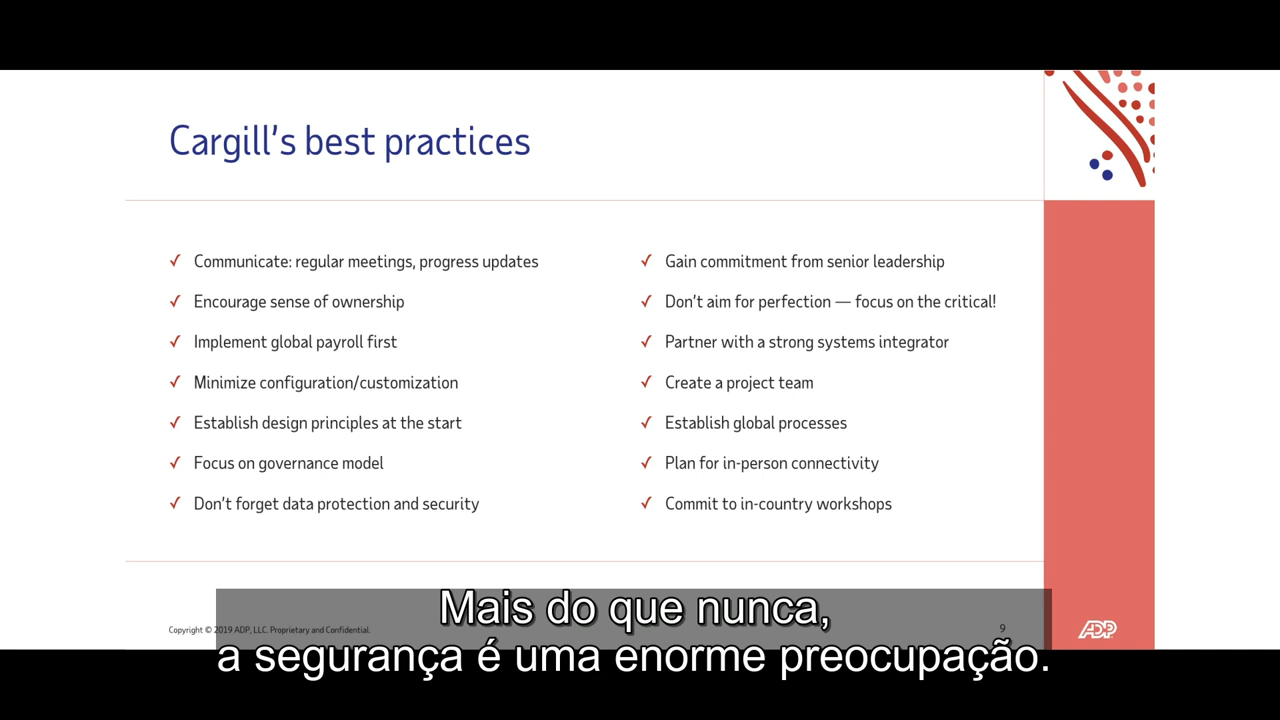 Cargill's best practices
✓ Communicate: regular meetings, progress updates
✓ Encourage sense of ownership
✓ Implement global payroll first
✓ Minimize configuration/customization
✓ Establish design principles at the start
✓ Focus on governance model
✓ Don't forget data protection and security
✓ Gain commitment from senior leadership
✓ Don't aim for perfection — focus on the critical!
✓ Partner with a strong systems integrator
✓ Create a project team
✓ Establish global processes
✓ Plan for in-person connectivity
✓ Commit to in-country workshops
Copyright © 2019 ADP, LLC. Proprietary and Confidential.
9
ADP
Mais do que nunca,
a segurança é uma enorme preocupação.